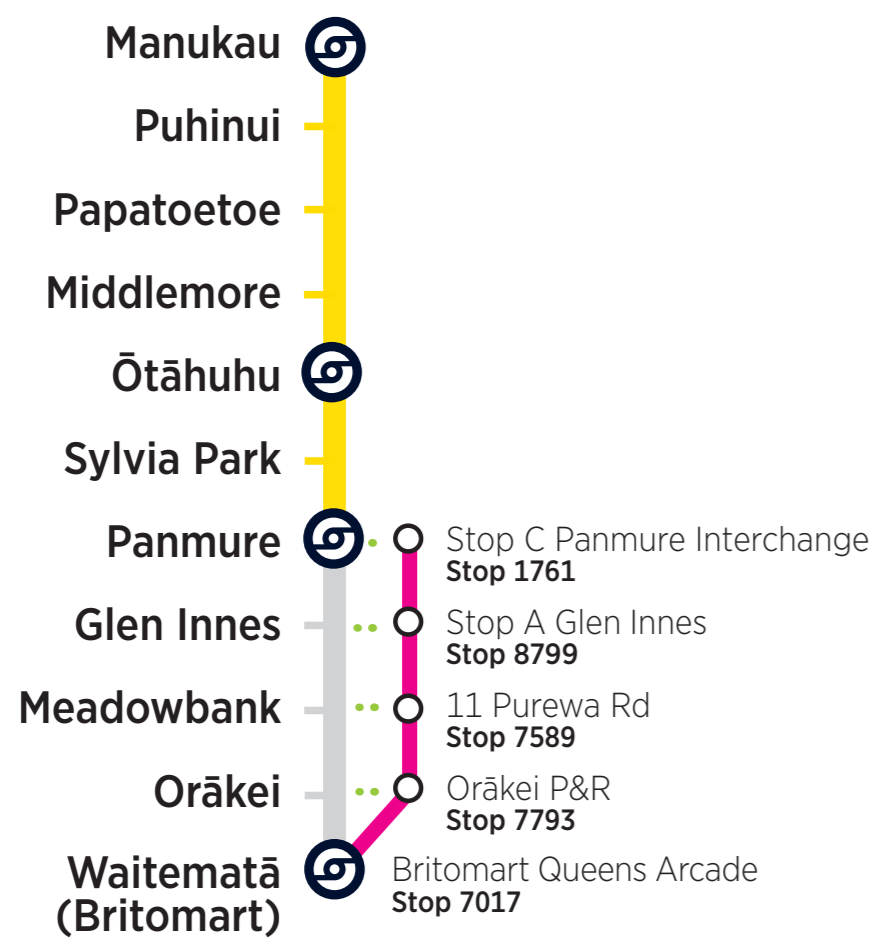 Manukau
Puhinui
Papatoetoe
Middlemore
Ōtāhuhu
Sylvia Park
Panmure
Stop C Panmure Interchange
Stop 1761
Glen Innes
Stop A Glen Innes
Stop 8799
Meadowbank
11 Purewa Rd
Stop 7589
Orākei
Orākei P&R
Stop 7793
Waitematā
(Britomart)
Britomart Queens Arcade
Stop 7017